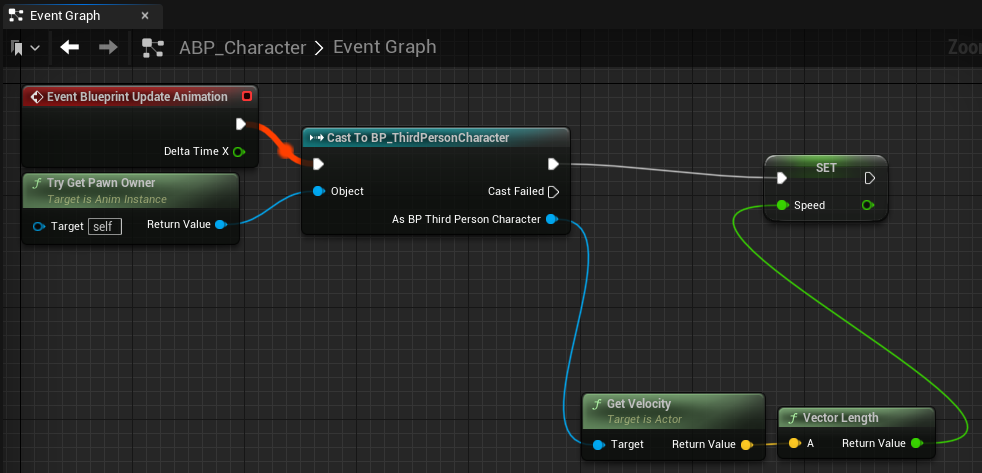 Event Graph
ABP_Character > Event Graph
Zoo
Event Blueprint Update Animation
Delta Time X
Try Get Pawn Owner
Target is Anim Instance
Target self Return Value
Cast To BP_ThirdPersonCharacter
Object Cast Failed
As BP Third Person Character
SET
Speed
Get Velocity
Target is Actor
Target Return Value
Vector Length
A Return Value